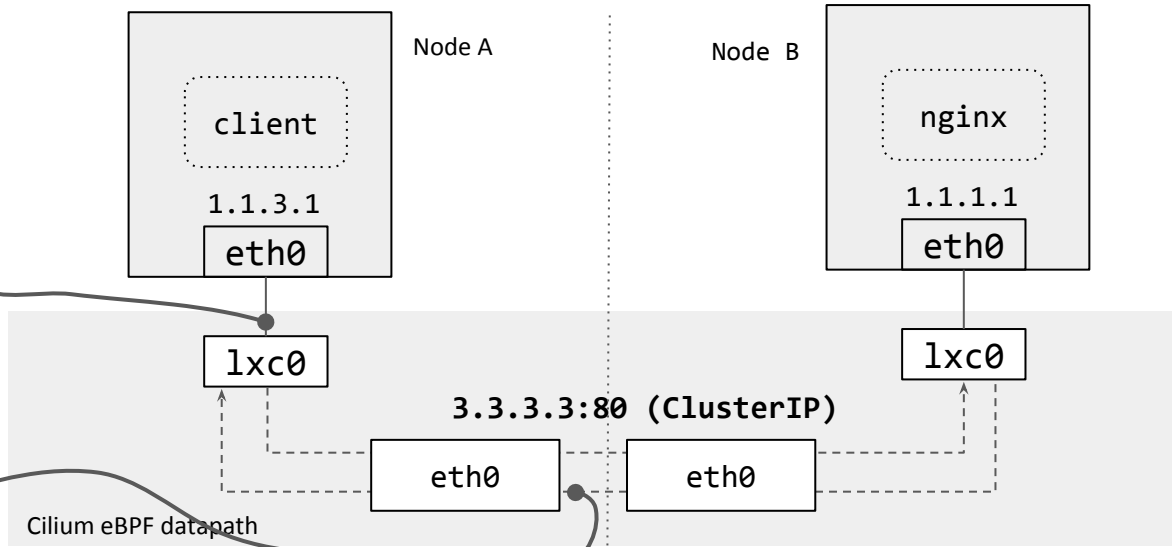 Node A
Node B
client
nginx
1.1.3.1
1.1.1.1
eth0
eth0
lxc0
lxc0
3.3.3.3:80 (ClusterIP)
eth0
eth0
Cilium eBPF datapath